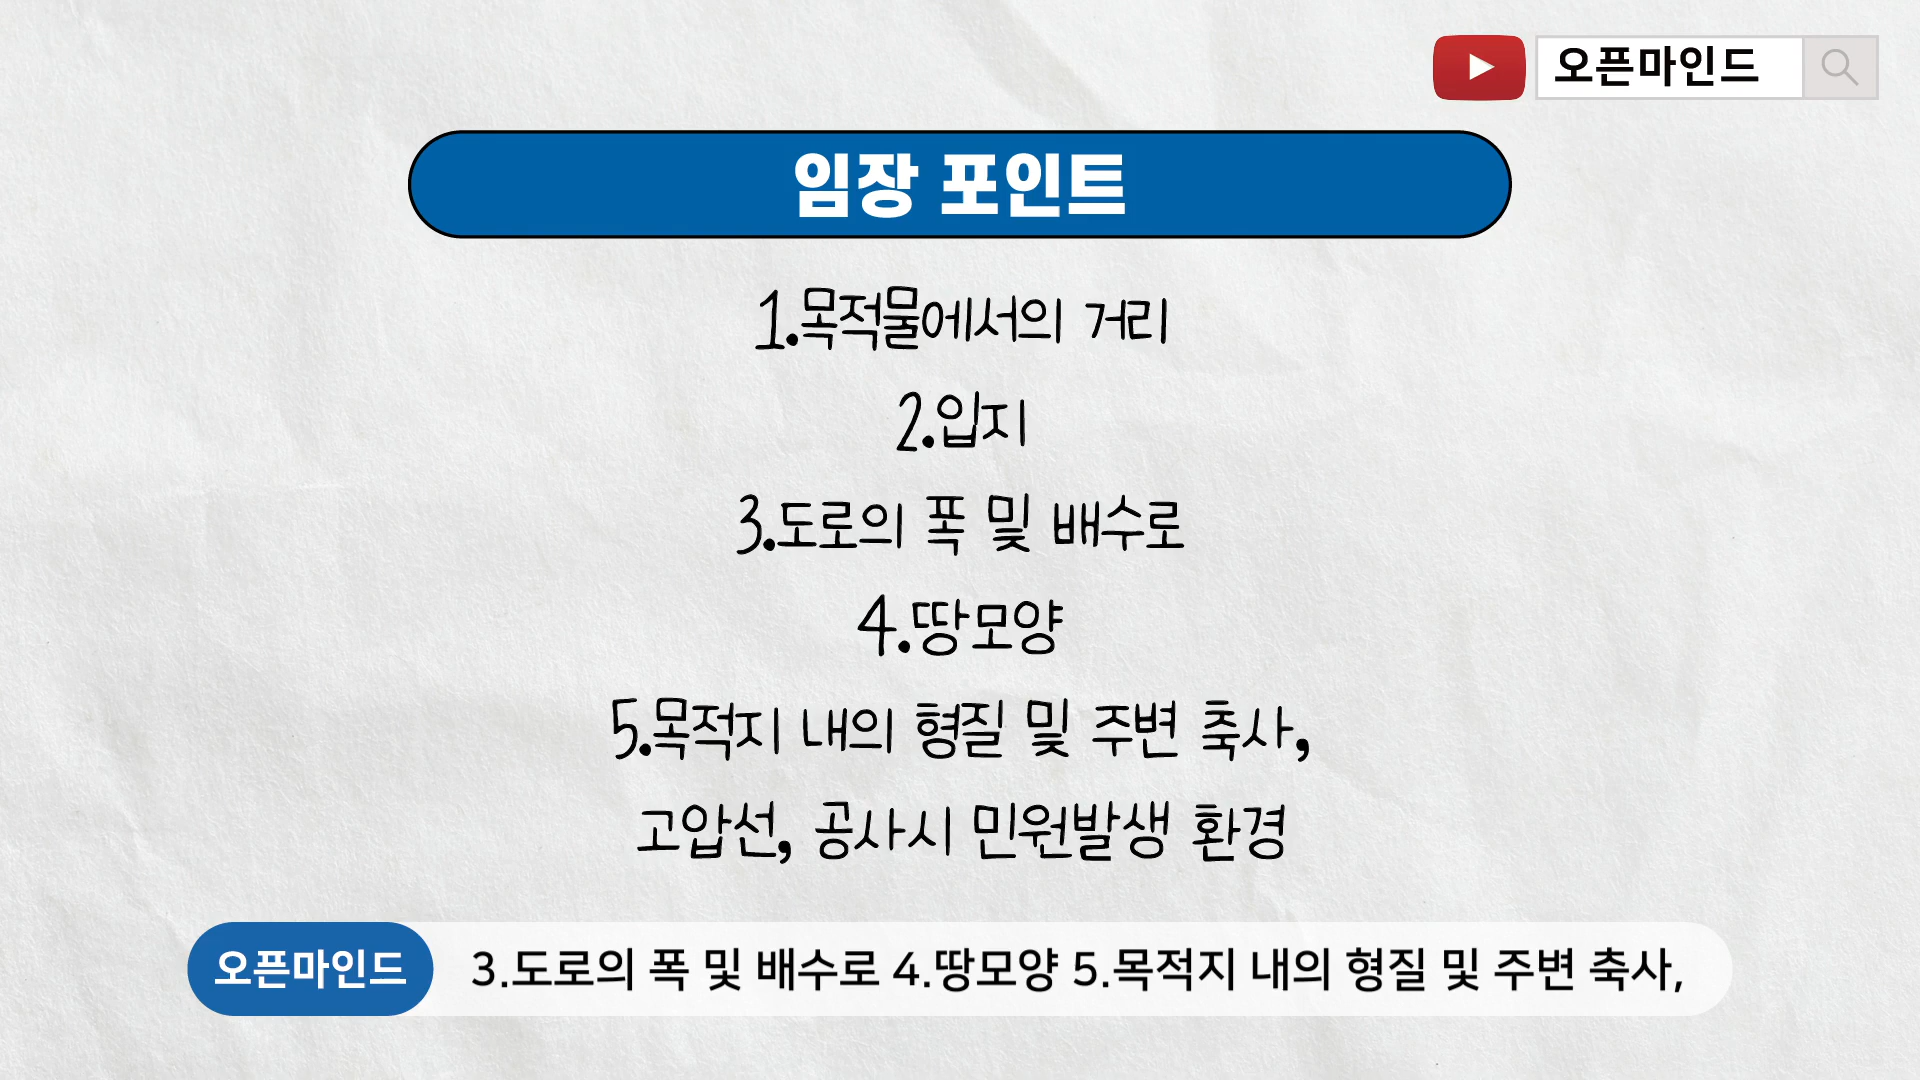 오픈마인드
임장 포인트
1.목적물에서의 거리
2.입지
3.도로의 폭 및 배수로
4.땅모양
5.목적지 내의 형질 및 주변 축사,
고압선, 공사시 민원발생 환경
오픈마인드 3.도로의 폭 및 배수로 4.땅모양 5.목적지 내의 형질 및 주변 축사,